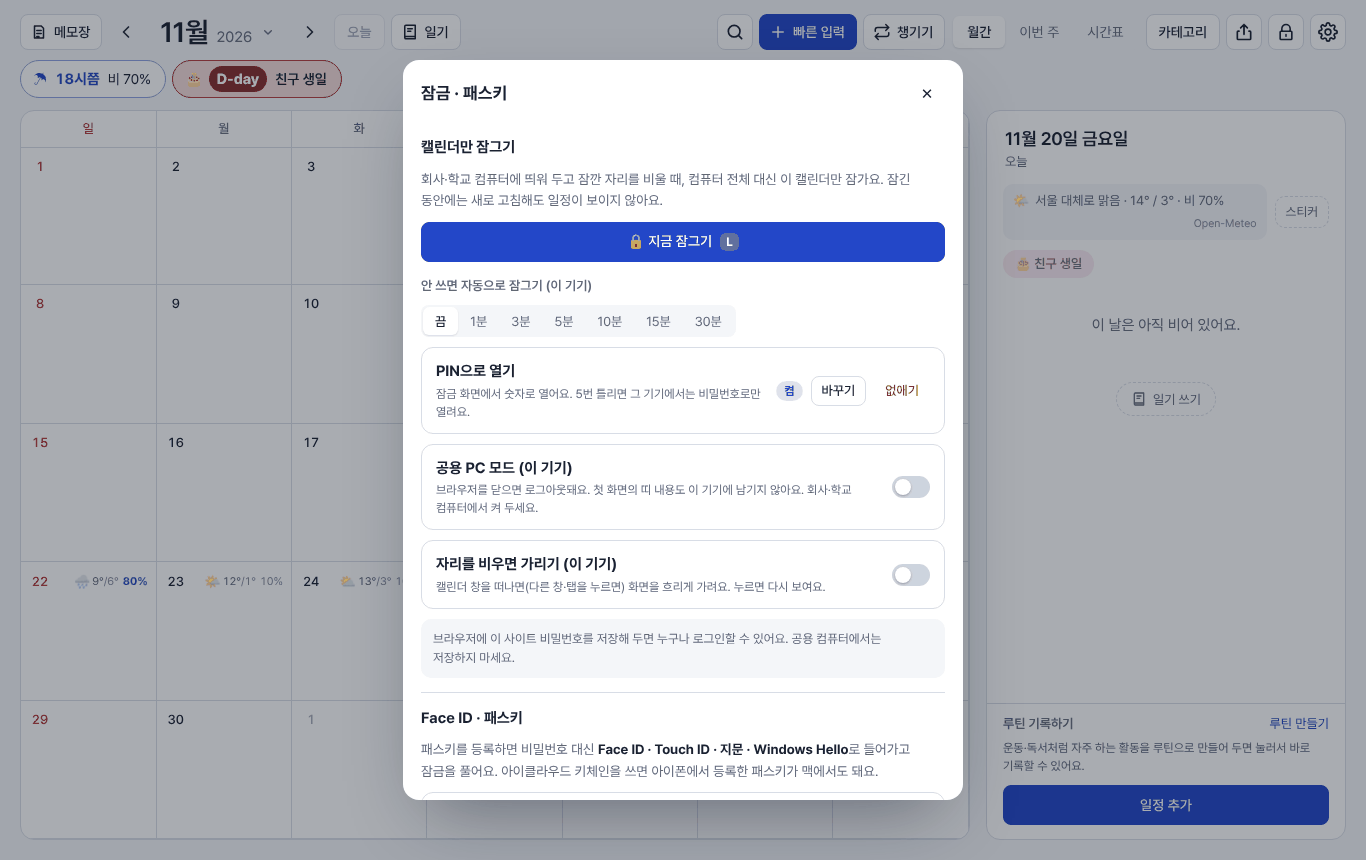 메모장
11월 2026
오늘
일기
빠른 입력
챙기기
월간
이번 주
시간표
카테고리
18시쯤 비 70%
D-day 친구 생일
잠금 · 패스키
캘린더만 잠그기
회사·학교 컴퓨터에 띄워 두고 잠깐 자리를 비울 때, 컴퓨터 전체 대신 이 캘린더만 잠가요. 잠긴
동안에는 새로 고침해도 일정이 보이지 않아요.
지금 잠그기 L
안 쓰면 자동으로 잠그기 (이 기기)
끔 1분 3분 5분 10분 15분 30분
PIN으로 열기
잠금 화면에서 숫자로 열어요. 5번 틀리면 그 기기에서는 비밀번호로만
열려요.
켬 바꾸기 없애기
공용 PC 모드 (이 기기)
브라우저를 닫으면 로그아웃돼요. 첫 화면의 띠 내용도 이 기기에 남기지 않아요. 회사·학교
컴퓨터에서 켜 두세요.
자리를 비우면 가리기 (이 기기)
캘린더 창을 떠나면(다른 창·탭을 누르면) 화면을 흐리게 가려요. 누르면 다시 보여요.
브라우저에 이 사이트 비밀번호를 저장해 두면 누구나 로그인할 수 있어요. 공용 컴퓨터에서는
저장하지 마세요.
Face ID · 패스키
패스키를 등록하면 비밀번호 대신 Face ID · Touch ID · 지문 · Windows Hello로 들어가고
잠금을 풀어요. 아이클라우드 키체인을 쓰면 아이폰에서 등록한 패스키가 맥에서도 돼요.
일 월 화
1 2 3
8 9 10
15 16 17
22 9°/6° 80% 23 12°/1° 10% 24 13°/3°
29 30 1
11월 20일 금요일
오늘
서울 대체로 맑음 · 14° / 3° · 비 70%
Open-Meteo
스티커
친구 생일
이 날은 아직 비어 있어요.
일기 쓰기
루틴 기록하기 루틴 만들기
운동·독서처럼 자주 하는 활동을 루틴으로 만들어 두면 눌러서 바로
기록할 수 있어요.
일정 추가